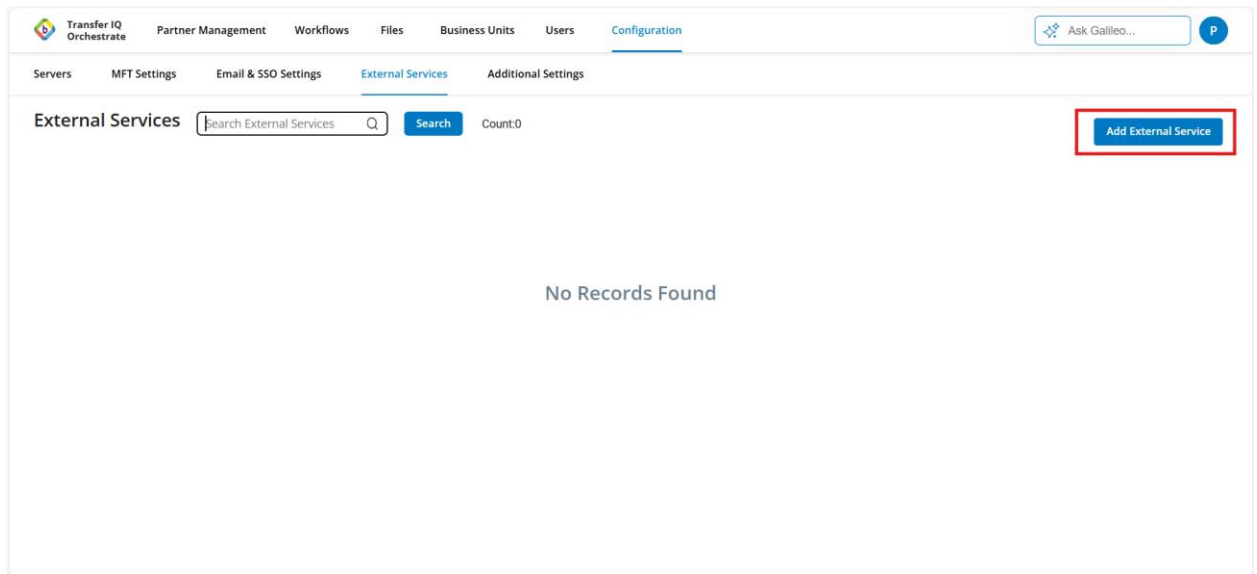 Transfer IQ
Orchestrate
Partner Management Workflows Files Business Units Users Configuration
Ask Galileo...
P
Servers MFT Settings Email & SSO Settings External Services Additional Settings
External Services Search External Services Search Count:0 Add External Service
No Records Found